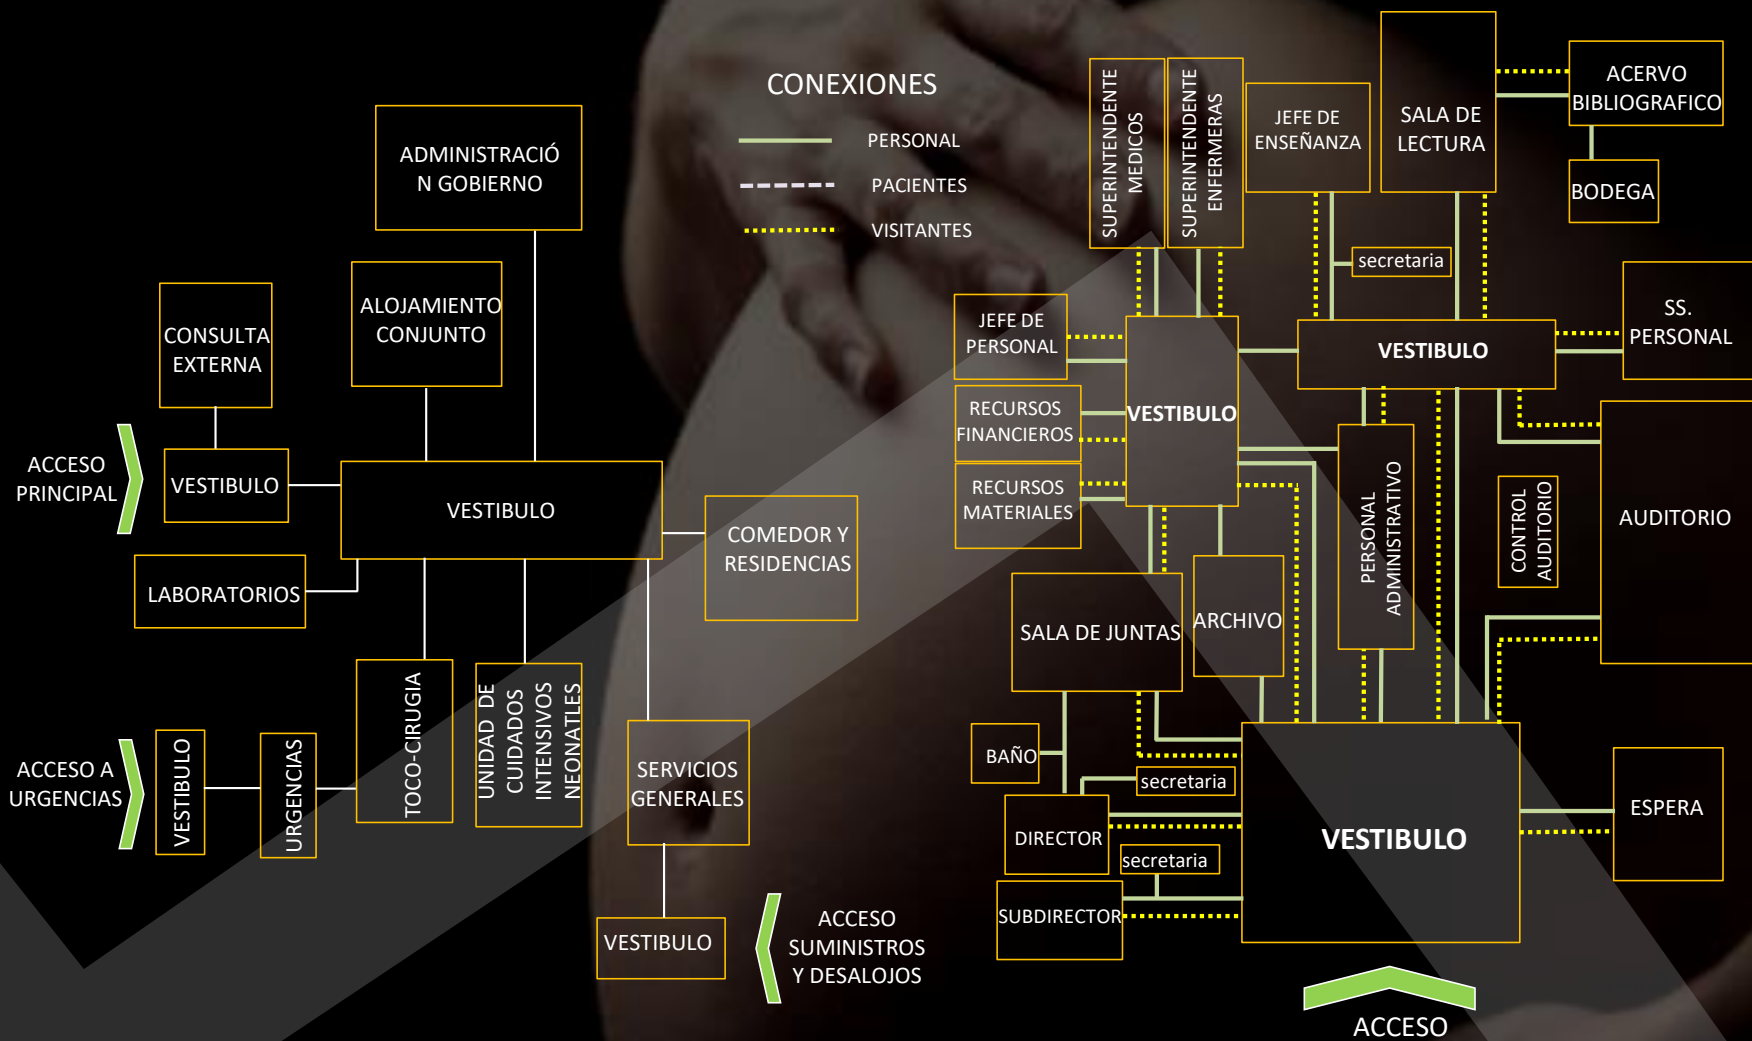 CONEXIONES
PERSONAL
PACIENTES
VISITANTES
ADMINISTRACIÓ
N GOBIERNO
ALOJAMIENTO
CONJUNTO
CONSULTA
EXTERNA
ACCESO
PRINCIPAL
VESTIBULO
VESTIBULO
COMEDOR Y
RESIDENCIAS
LABORATORIOS
TOCO-CIRUGIA
UNIDAD DE
CUIDADOS
INTENSIVOS
NEONATLES
ACCESO A
URGENCIAS
VESTIBULO
URGENCIAS
SERVICIOS
GENERALES
VESTIBULO
ACCESO
SUMINISTROS
Y DESALOJOS
SUPERINTENDENTE
MEDICOS
SUPERINTENDENTE
ENFERMERAS
JEFE DE
ENSEÑANZA
SALA DE
LECTURA
ACERVO
BIBLIOGRAFICO
BODEGA
secretaria
JEFE DE
PERSONAL
VESTIBULO
VESTIBULO
SS.
PERSONAL
RECURSOS
FINANCIEROS
RECURSOS
MATERIALES
PERSONAL
ADMINISTRATIVO
CONTROL
AUDITORIO
AUDITORIO
SALA DE JUNTAS
ARCHIVO
BAÑO
secretaria
DIRECTOR
secretaria
SUBDIRECTOR
VESTIBULO
ESPERA
ACCESO